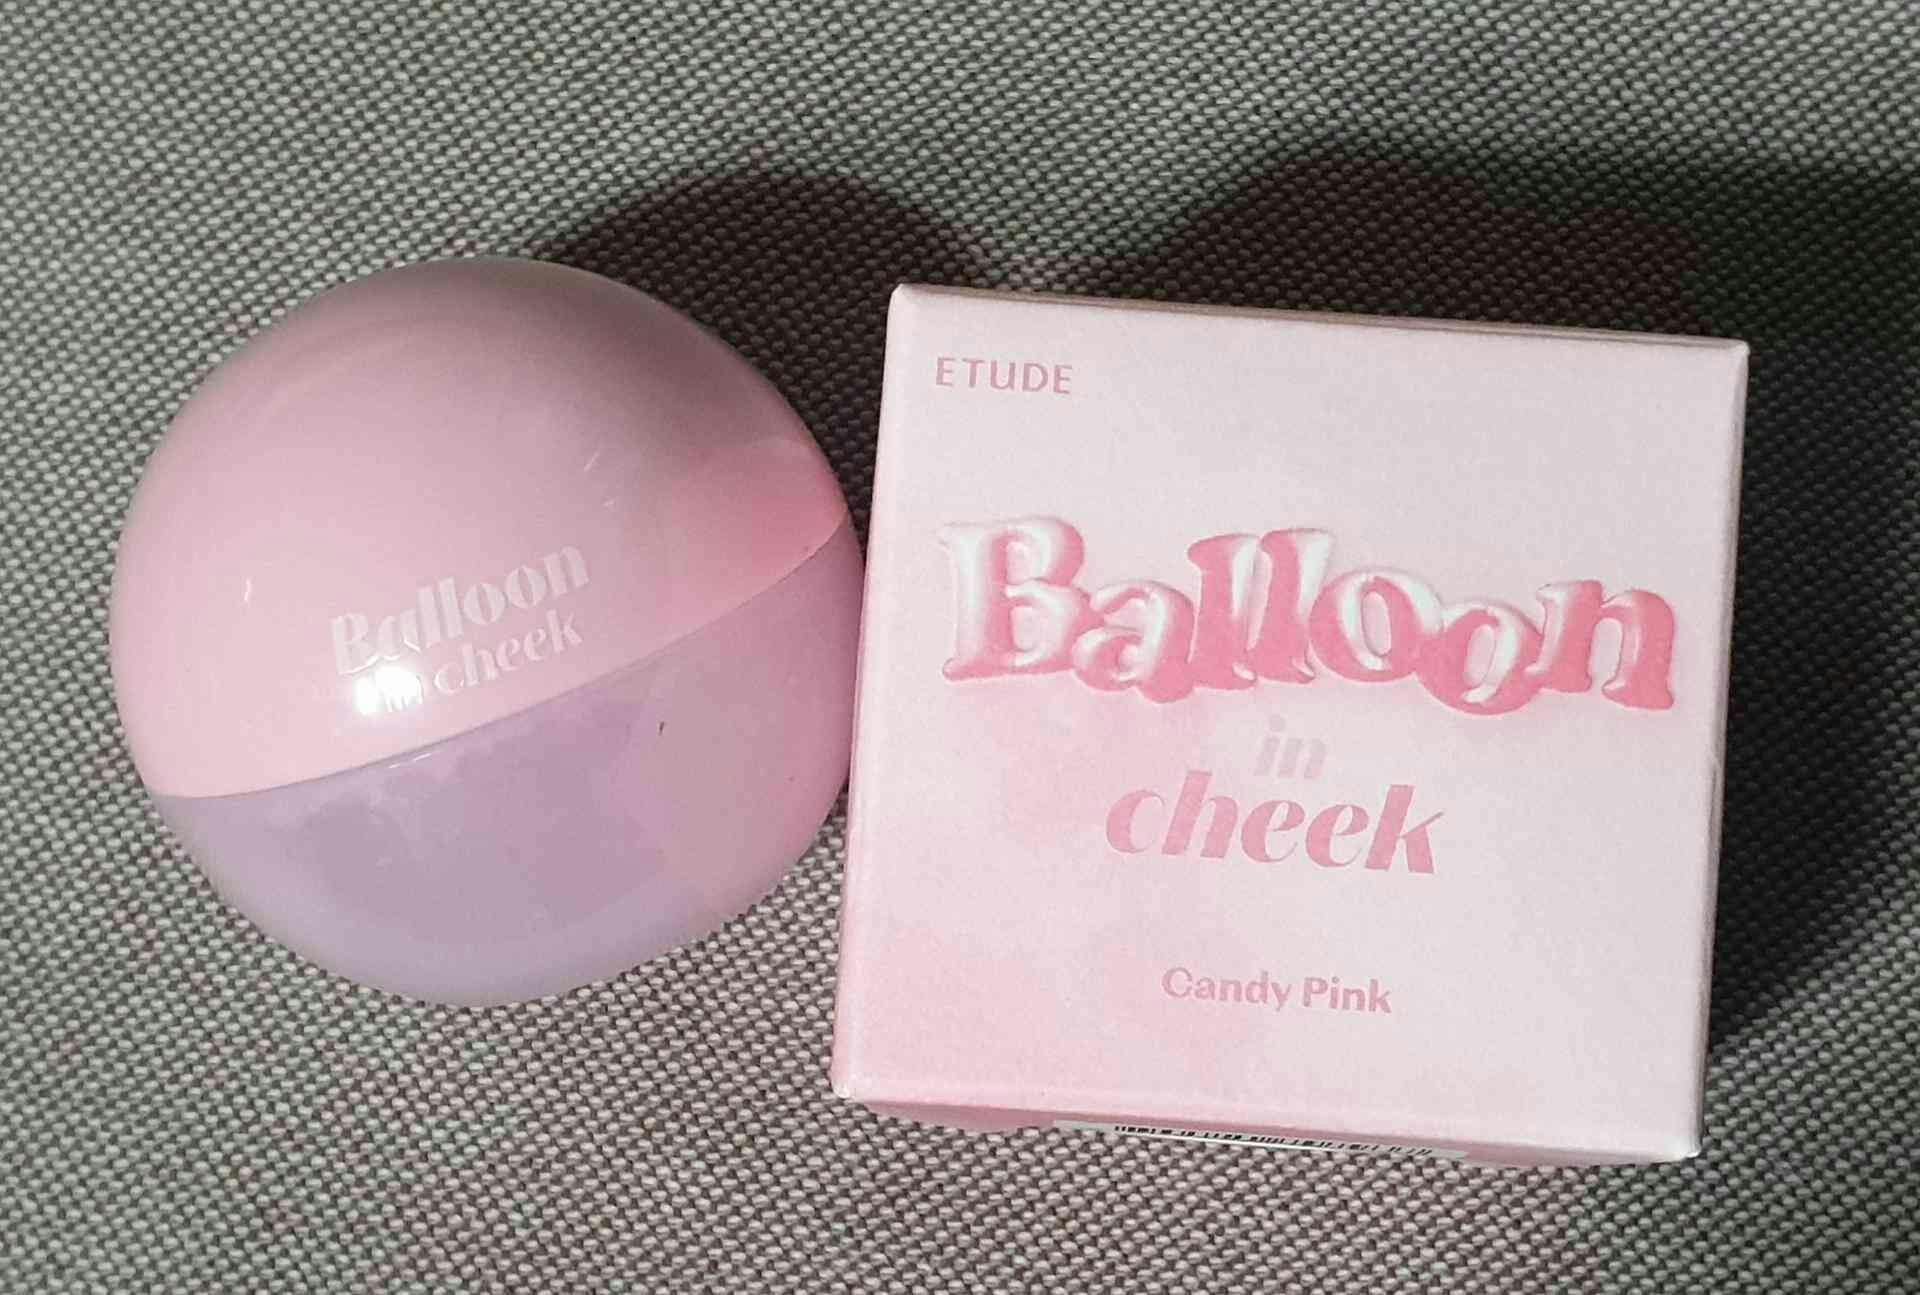 Balloon
in cheek
ETUDE
Balloon
in
cheek
Candy Pink